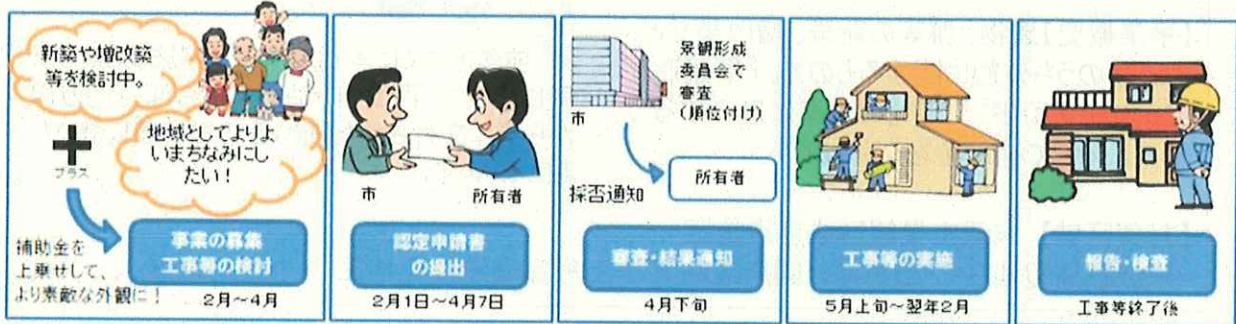 新築や増改築
等を検討中。
プラス
地域としてよりよ
いまちなみにし
たい！
補助金を
上乗せして、
より素敵な外観に！
事業の募集
工事等の検討
2月～4月
市
所有者
認定申請書
の提出
2月1日～4月7日
市
景観形成
委員会で
審査
(順位付け)
採否通知
所有者
審査・結果通知
4月下旬
工事等の実施
5月上旬～翌年2月
報告・検査
工事等終了後